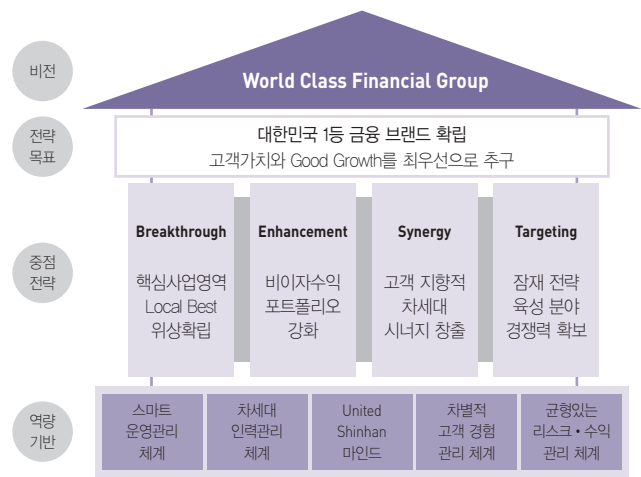 비전
World Class Financial Group
전략
목표
대한민국 1등 금융 브랜드 확립
고객가치와 Good Growth를 최우선으로 추구
중점
전략
Breakthrough
핵심사업영역
Local Best
위상확립
Enhancement
비이자수익
포트폴리오
강화
Synergy
고객 지향적
차세대
시너지 창출
Targeting
잠재 전략
육성 분야
경쟁력 확보
역량
기반
스마트
운영관리
체계
차세대
인력관리
체계
United
Shinhan
마인드
차별적
고객 경험
관리 체계
균형있는
리스크•수익
관리 체계